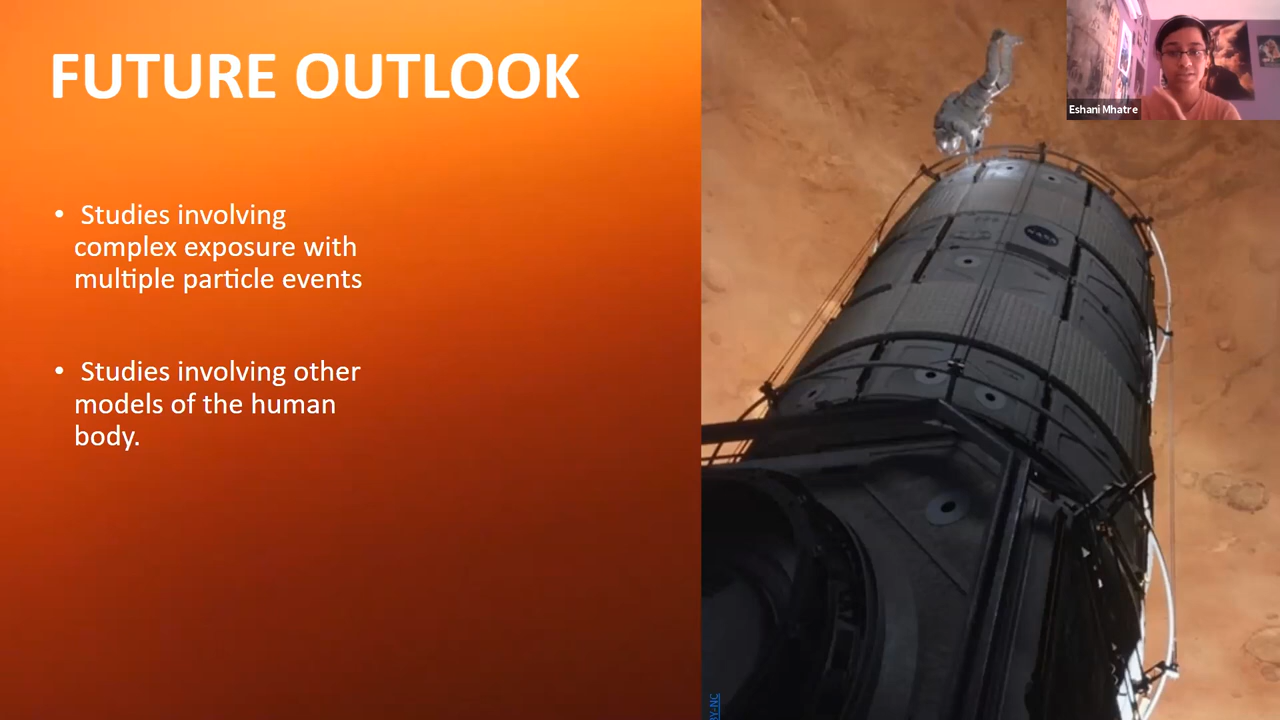 FUTURE OUTLOOK
• Studies involving
complex exposure with
multiple particle events
• Studies involving other
models of the human
body.
Eshani Mhatre
NASA